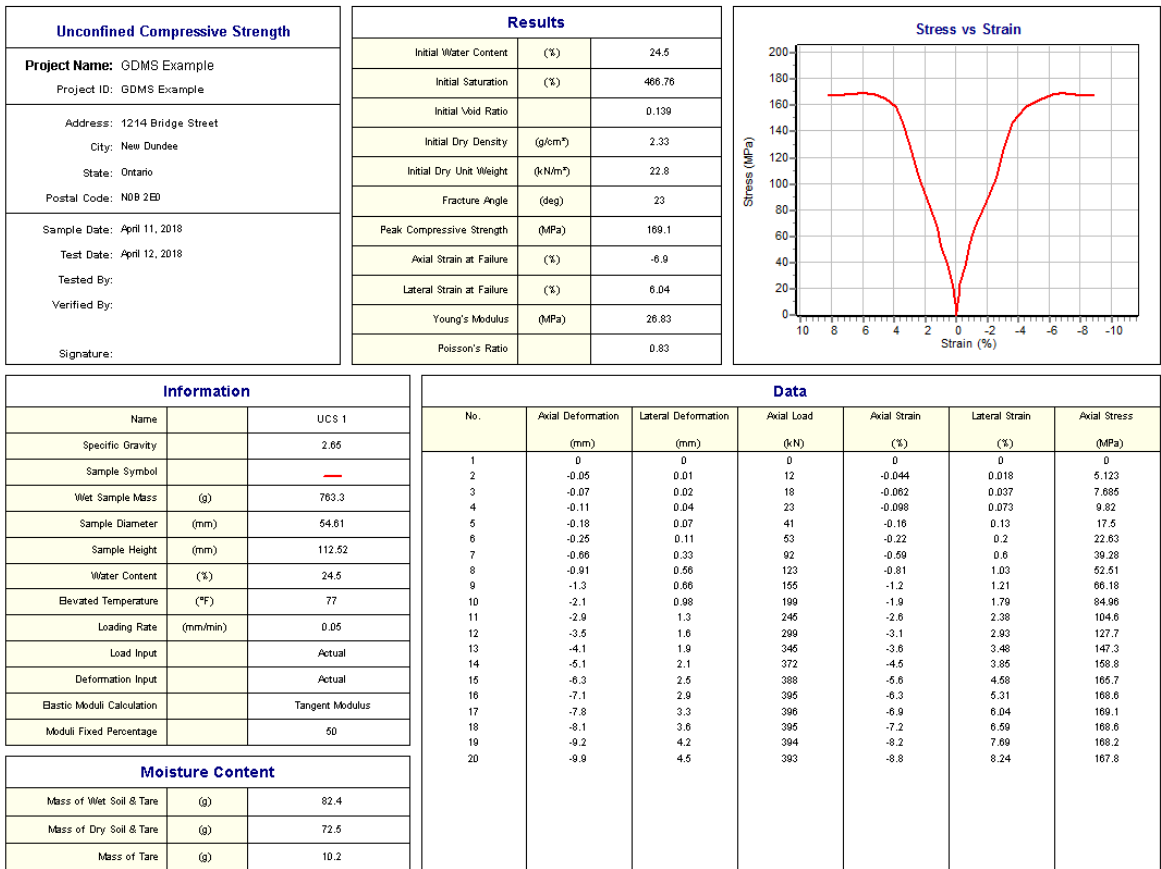 Unconfined Compressive Strength
Project Name: GDMS Example
Project ID: GDMS Example
Address: 1214 Bridge Street
City: New Dundee
State: Ontario
Postal Code: N0B 2E0
Sample Date: April 11, 2018
Test Date: April 12, 2018
Tested By:
Verified By:
Signature:
Results
Initial Water Content (%) 24.5
Initial Saturation (%) 466.76
Initial Void Ratio 0.139
Initial Dry Density (g/cm³) 2.33
Initial Dry Unit Weight (kN/m³) 22.8
Fracture Angle (deg) 23
Peak Compressive Strength (MPa) 169.1
Axial Strain at Failure (%) -6.9
Lateral Strain at Failure (%) 6.04
Young's Modulus (MPa) 26.83
Poisson's Ratio 0.83
Stress vs Strain
Stress (MPa)
200
180
160
140
120
100
80
60
40
20
0
10 8 6 4 2 0 -2 -4 -6 -8 -10
Strain (%)
Information
Name UCS 1
Specific Gravity 2.65
Sample Symbol
Wet Sample Mass (g) 763.3
Sample Diameter (mm) 54.61
Sample Height (mm) 112.52
Water Content (%) 24.5
Elevated Temperature (°F) 77
Loading Rate (mm/min) 0.05
Load Input Actual
Deformation Input Actual
Elastic Moduli Calculation Tangent Modulus
Moduli Fixed Percentage 50
Moisture Content
Mass of Wet Soil & Tare (g) 82.4
Mass of Dry Soil & Tare (g) 72.5
Mass of Tare (g) 10.2
Data
No. Axial Deformation Lateral Deformation Axial Load Axial Strain Lateral Strain Axial Stress
(mm) (mm) (kN) (%) (%) (MPa)
1 0 0 0 0 0 0
2 -0.05 0.01 12 -0.044 0.018 5.123
3 -0.07 0.02 18 -0.062 0.037 7.685
4 -0.11 0.04 23 -0.098 0.073 9.82
5 -0.18 0.07 41 -0.16 0.13 17.5
6 -0.25 0.11 53 -0.22 0.2 22.63
7 -0.66 0.33 92 -0.59 0.6 39.28
8 -0.91 0.56 123 -0.81 1.03 52.51
9 -1.3 0.66 155 -1.2 1.21 66.18
10 -2.1 0.98 199 -1.9 1.79 84.96
11 -2.9 1.3 245 -2.6 2.38 104.6
12 -3.5 1.6 299 -3.1 2.93 127.7
13 -4.1 1.9 345 -3.6 3.48 147.3
14 -5.1 2.1 372 -4.5 3.85 158.8
15 -6.3 2.5 388 -5.6 4.58 165.7
16 -7.1 2.9 395 -6.3 5.31 168.6
17 -7.8 3.3 396 -6.9 6.04 169.1
18 -8.1 3.6 395 -7.2 6.59 168.6
19 -9.2 4.2 394 -8.2 7.69 168.2
20 -9.9 4.5 393 -8.8 8.24 167.8